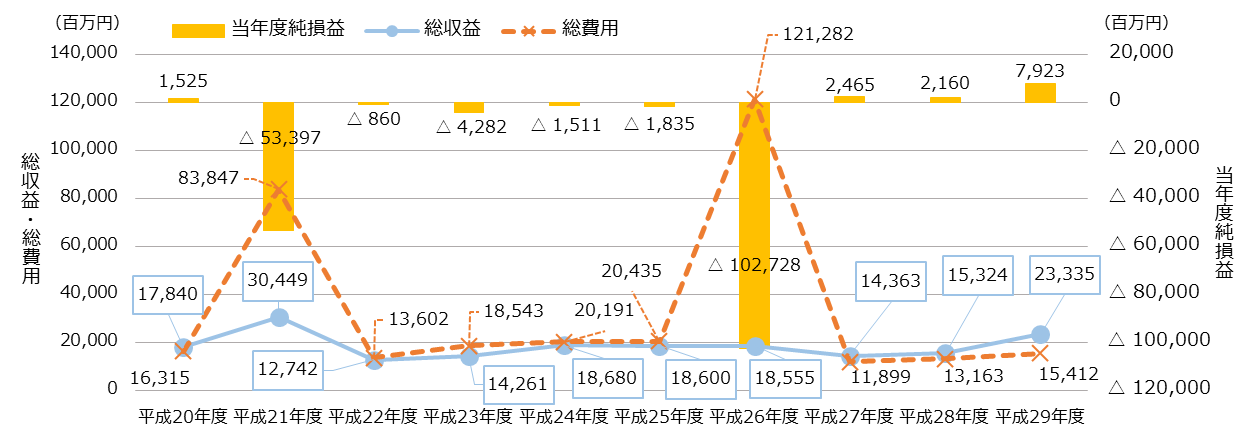 （百万円）
当年度純損益
総収益
総費用
（百万円）
140,000
120,000
100,000
80,000
60,000
40,000
20,000
0
総収益・総費用
20,000
0
△ 20,000
△ 40,000
△ 60,000
△ 80,000
△ 100,000
△ 120,000
当年度純損益
1,525
△ 53,397
△ 860
△ 4,282
△ 1,511
△ 1,835
△ 102,728
2,465
2,160
7,923
16,315
83,847
13,602
18,543
20,191
20,435
121,282
11,899
13,163
15,412
17,840
30,449
12,742
14,261
18,680
18,600
18,555
14,363
15,324
23,335
平成20年度
平成21年度
平成22年度
平成23年度
平成24年度
平成25年度
平成26年度
平成27年度
平成28年度
平成29年度